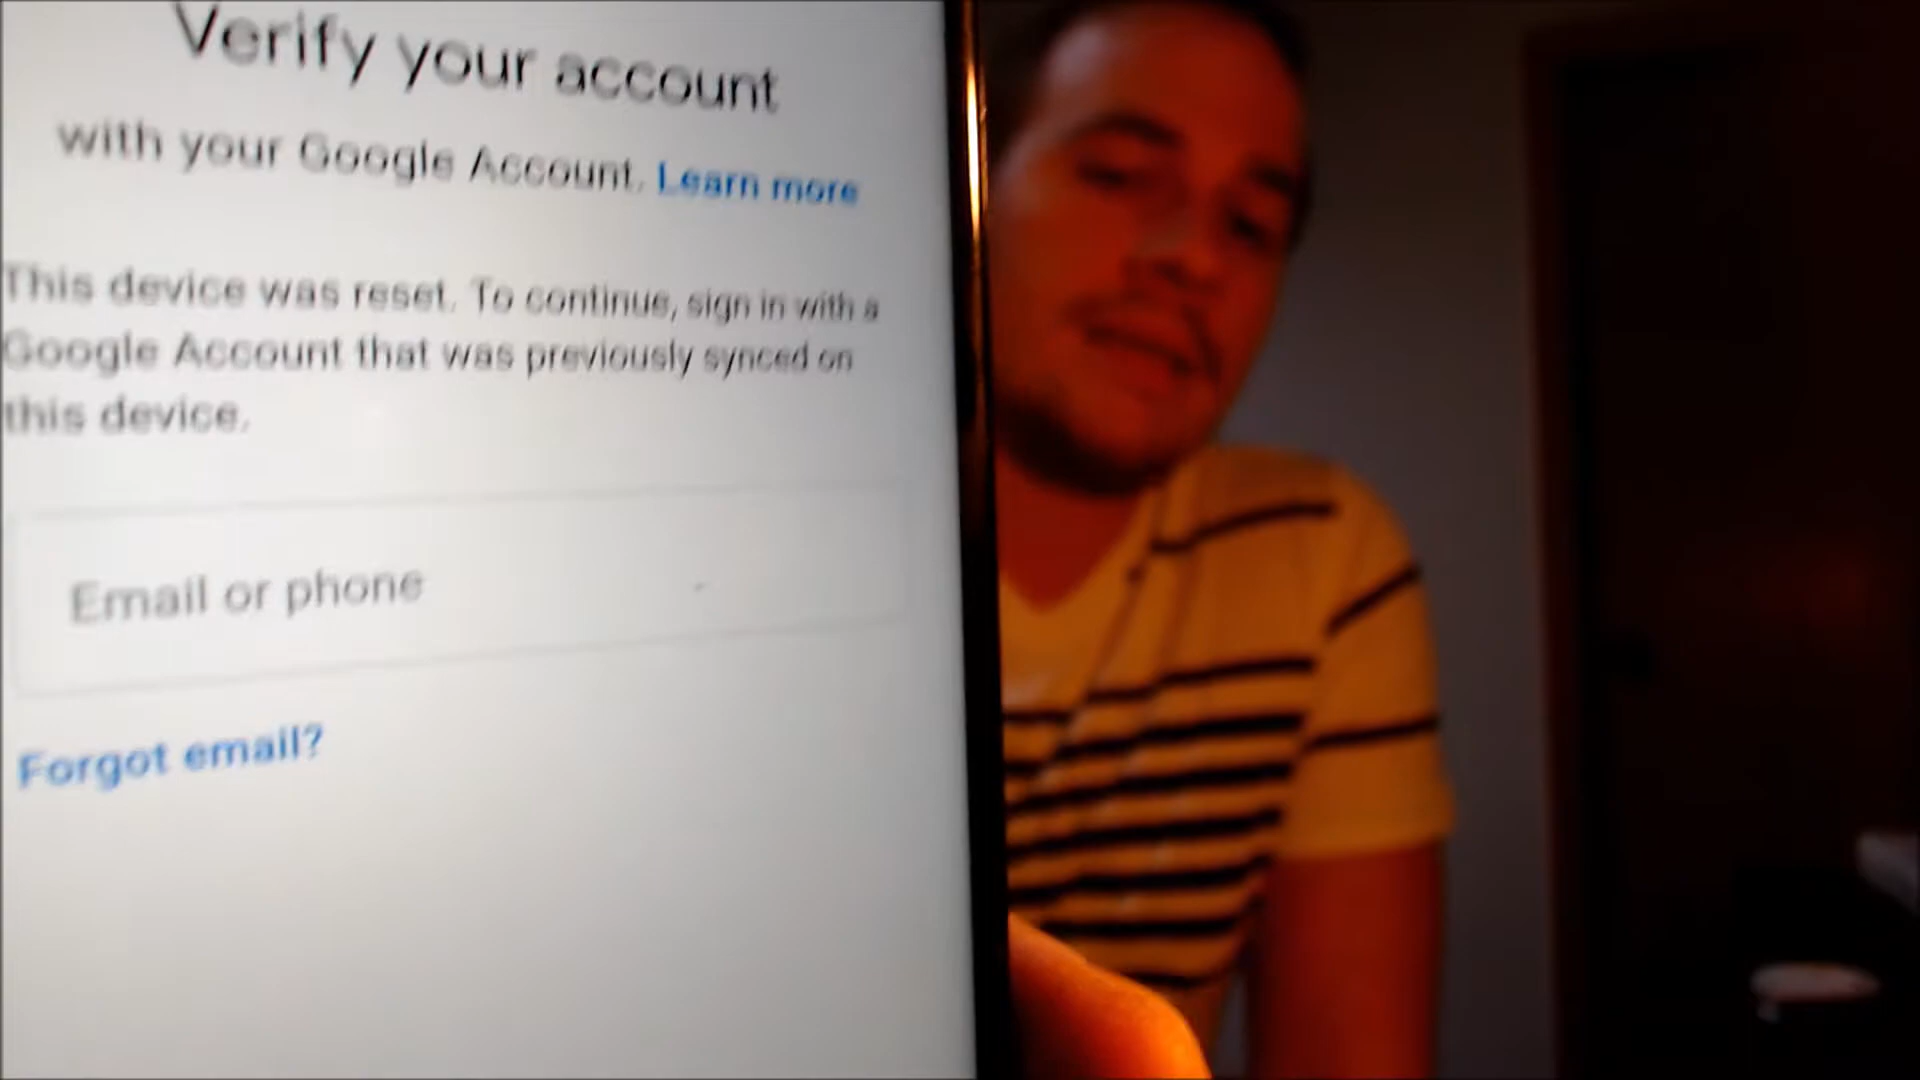 Verify your account
with your Google Account. Learn more
This device was reset. To continue, sign in with a
Google Account that was previously synced on
this device.
Email or phone
Forgot email?